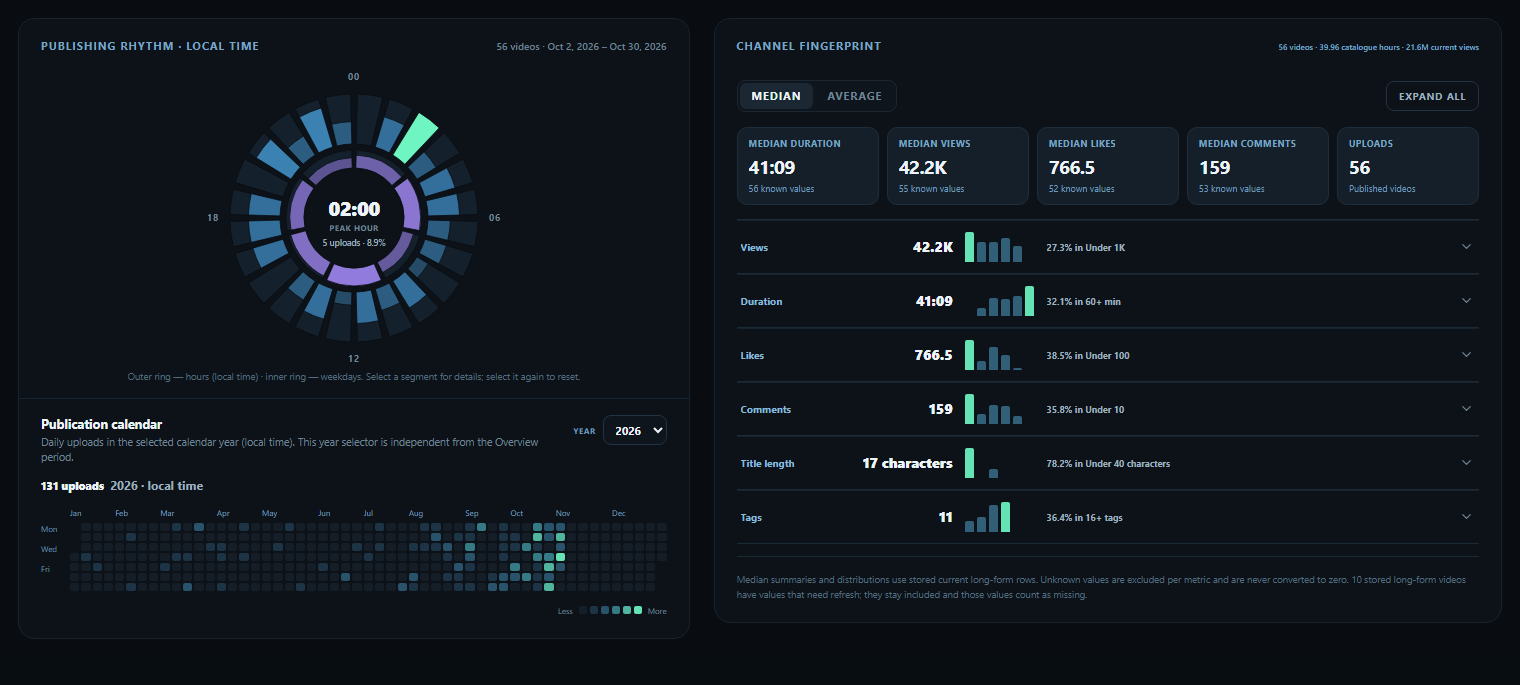 PUBLISHING RHYTHM · LOCAL TIME
56 videos · Oct 2, 2026 – Oct 30, 2026
00
18
06
02:00
PEAK HOUR
5 uploads · 8.9%
12
Outer ring — hours (local time) · inner ring — weekdays. Select a segment for details; select it again to reset.
Publication calendar
Daily uploads in the selected calendar year (local time). This year selector is independent from the Overview
period.
YEAR
2026
131 uploads 2026 · local time
Jan Feb Mar Apr May Jun Jul Aug Sep Oct Nov Dec
Mon
Wed
Fri
Less More
CHANNEL FINGERPRINT
56 videos · 39.96 catalogue hours · 21.6M current views
MEDIAN AVERAGE
EXPAND ALL
MEDIAN DURATION
41:09
56 known values
MEDIAN VIEWS
42.2K
55 known values
MEDIAN LIKES
766.5
52 known values
MEDIAN COMMENTS
159
53 known values
UPLOADS
56
Published videos
Views 42.2K 27.3% in Under 1K
Duration 41:09 32.1% in 60+ min
Likes 766.5 38.5% in Under 100
Comments 159 35.8% in Under 10
Title length 17 characters 78.2% in Under 40 characters
Tags 11 36.4% in 16+ tags
Median summaries and distributions use stored current long-form rows. Unknown values are excluded per metric and are never converted to zero. 10 stored long-form videos
have values that need refresh; they stay included and those values count as missing.